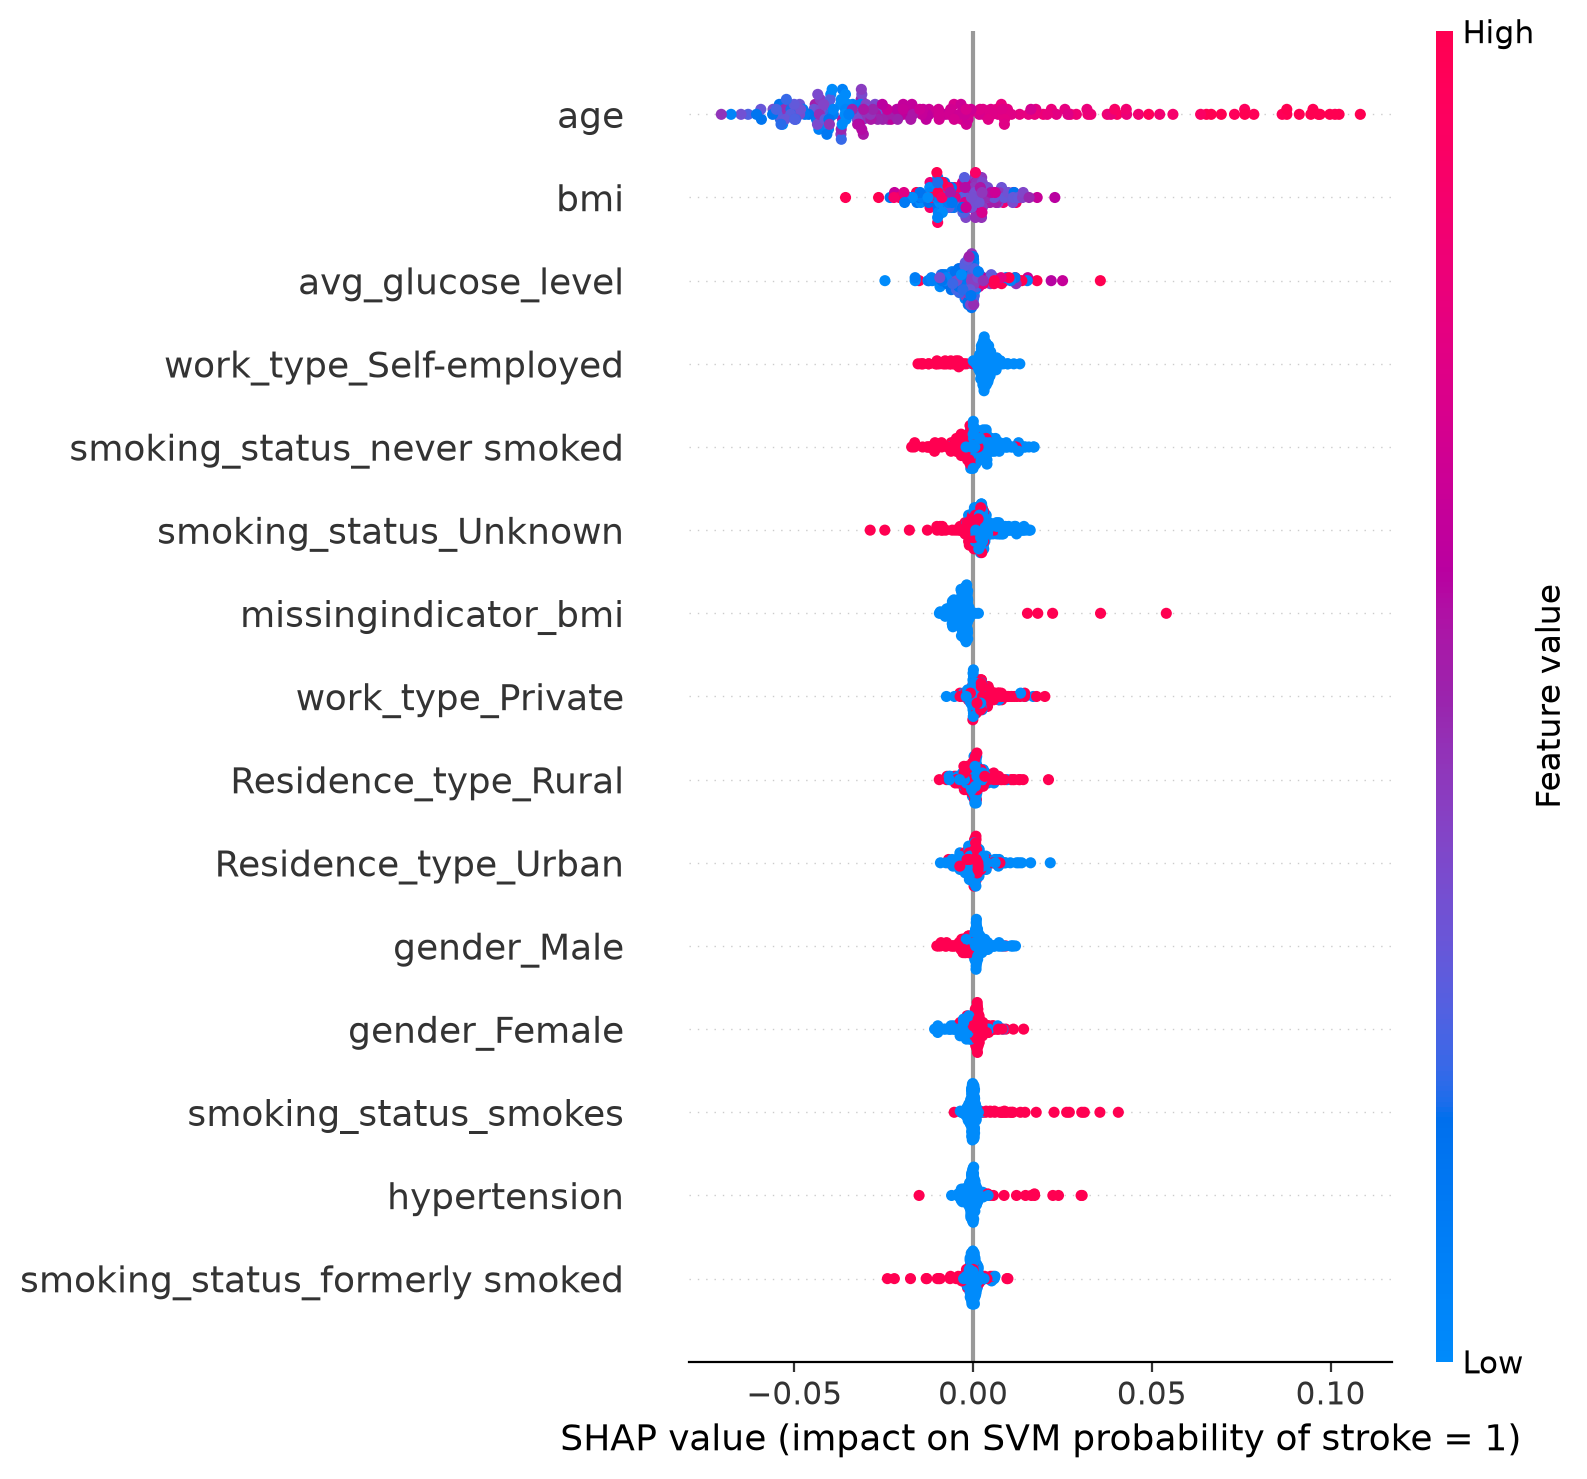 High
age
bmi
avg_glucose_level
work_type_Self-employed
smoking_status_never smoked
smoking_status_Unknown
missingindicator_bmi
work_type_Private
Residence_type_Rural
Residence_type_Urban
gender_Male
gender_Female
smoking_status_smokes
hypertension
smoking_status_formerly smoked
Feature value
Low
−0.05 0.00 0.05 0.10
SHAP value (impact on SVM probability of stroke = 1)